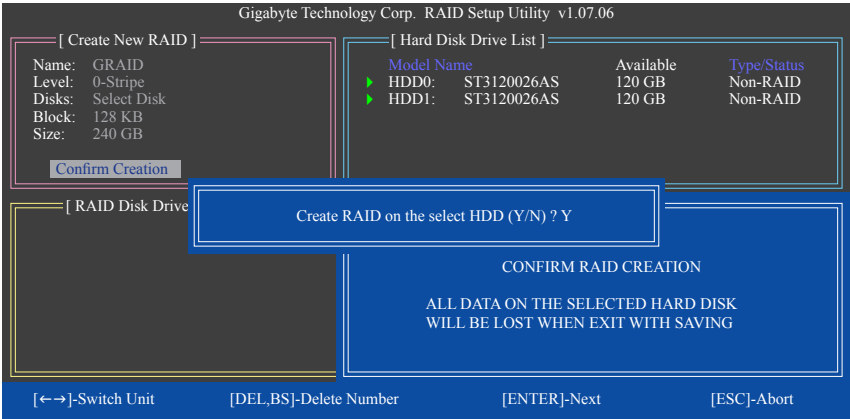 Gigabyte Technology Corp. RAID Setup Utility v1.07.06
[ Create New RAID ]
Name: GRAID
Level: 0-Stripe
Disks: Select Disk
Block: 128 KB
Size: 240 GB
Confirm Creation
[ Hard Disk Drive List ]
Model Name Available Type/Status
HDD0: ST3120026AS 120 GB Non-RAID
HDD1: ST3120026AS 120 GB Non-RAID
[ RAID Disk Drive
Create RAID on the select HDD (Y/N) ? Y
CONFIRM RAID CREATION
ALL DATA ON THE SELECTED HARD DISK
WILL BE LOST WHEN EXIT WITH SAVING
[←→]-Switch Unit [DEL,BS]-Delete Number [ENTER]-Next [ESC]-Abort